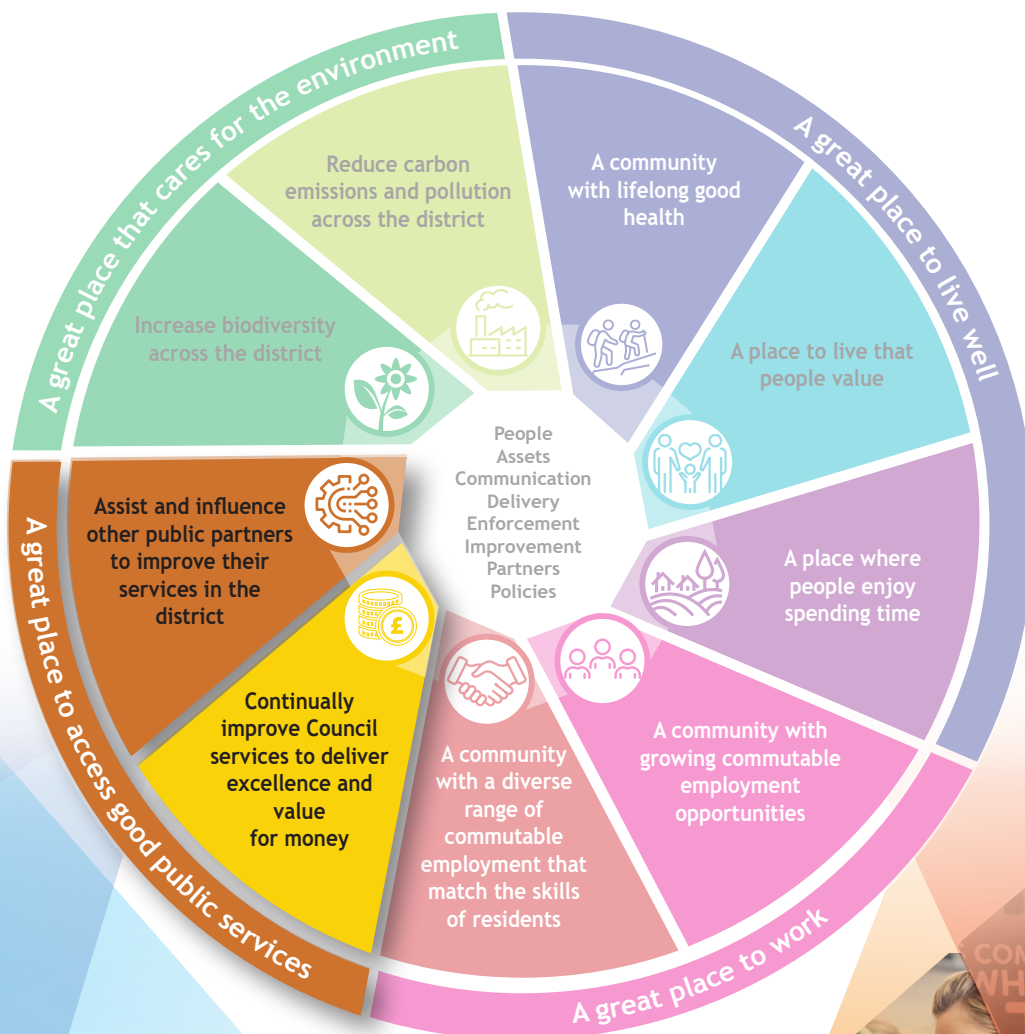 A great place that cares for the environment
A great place to live well
Reduce carbon
emissions and pollution
across the district
A community
with lifelong good
health
Increase biodiversity
across the district
A place to live that
people value
People
Assets
Communication
Delivery
Enforcement
Improvement
Partners
Policies
Assist and influence
other public partners
to improve their
services in the
district
A place where
people enjoy
spending time
£
Continually
improve Council
services to deliver
excellence and
value
for money
A community
with a diverse
range of
commutable
employment that
match the skills
of residents
A community with
growing commutable
employment
opportunities
A great place to access good public services
A great place to work